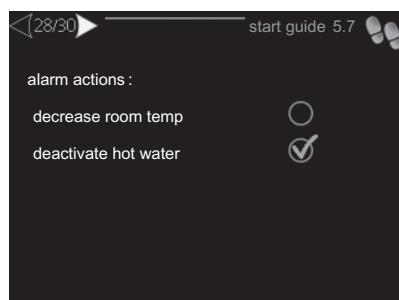 28/30 start guide 5.7
alarm actions :
decrease room temp
deactivate hot water